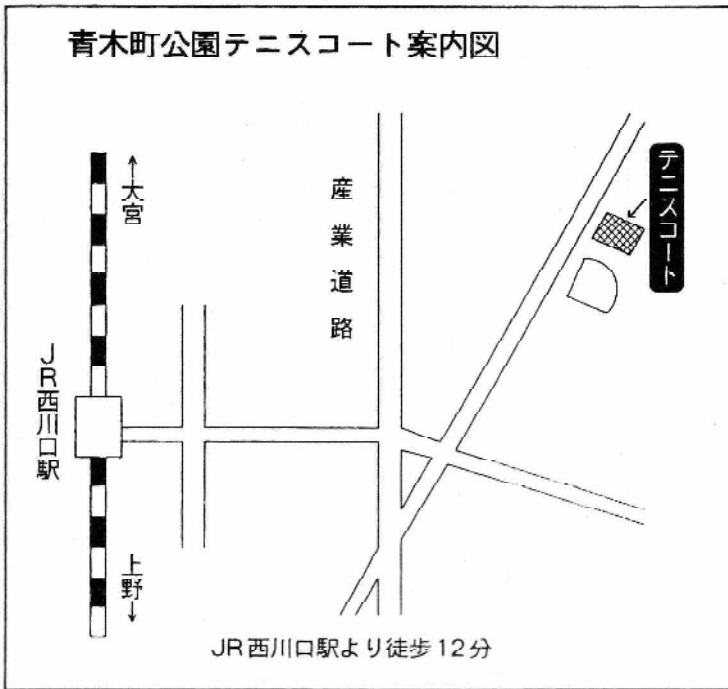 青木町公園テニスコート案内図
↑大宮
産業道路
テニスコート
JR西川口駅
上野↓
JR西川口駅より徒歩12分